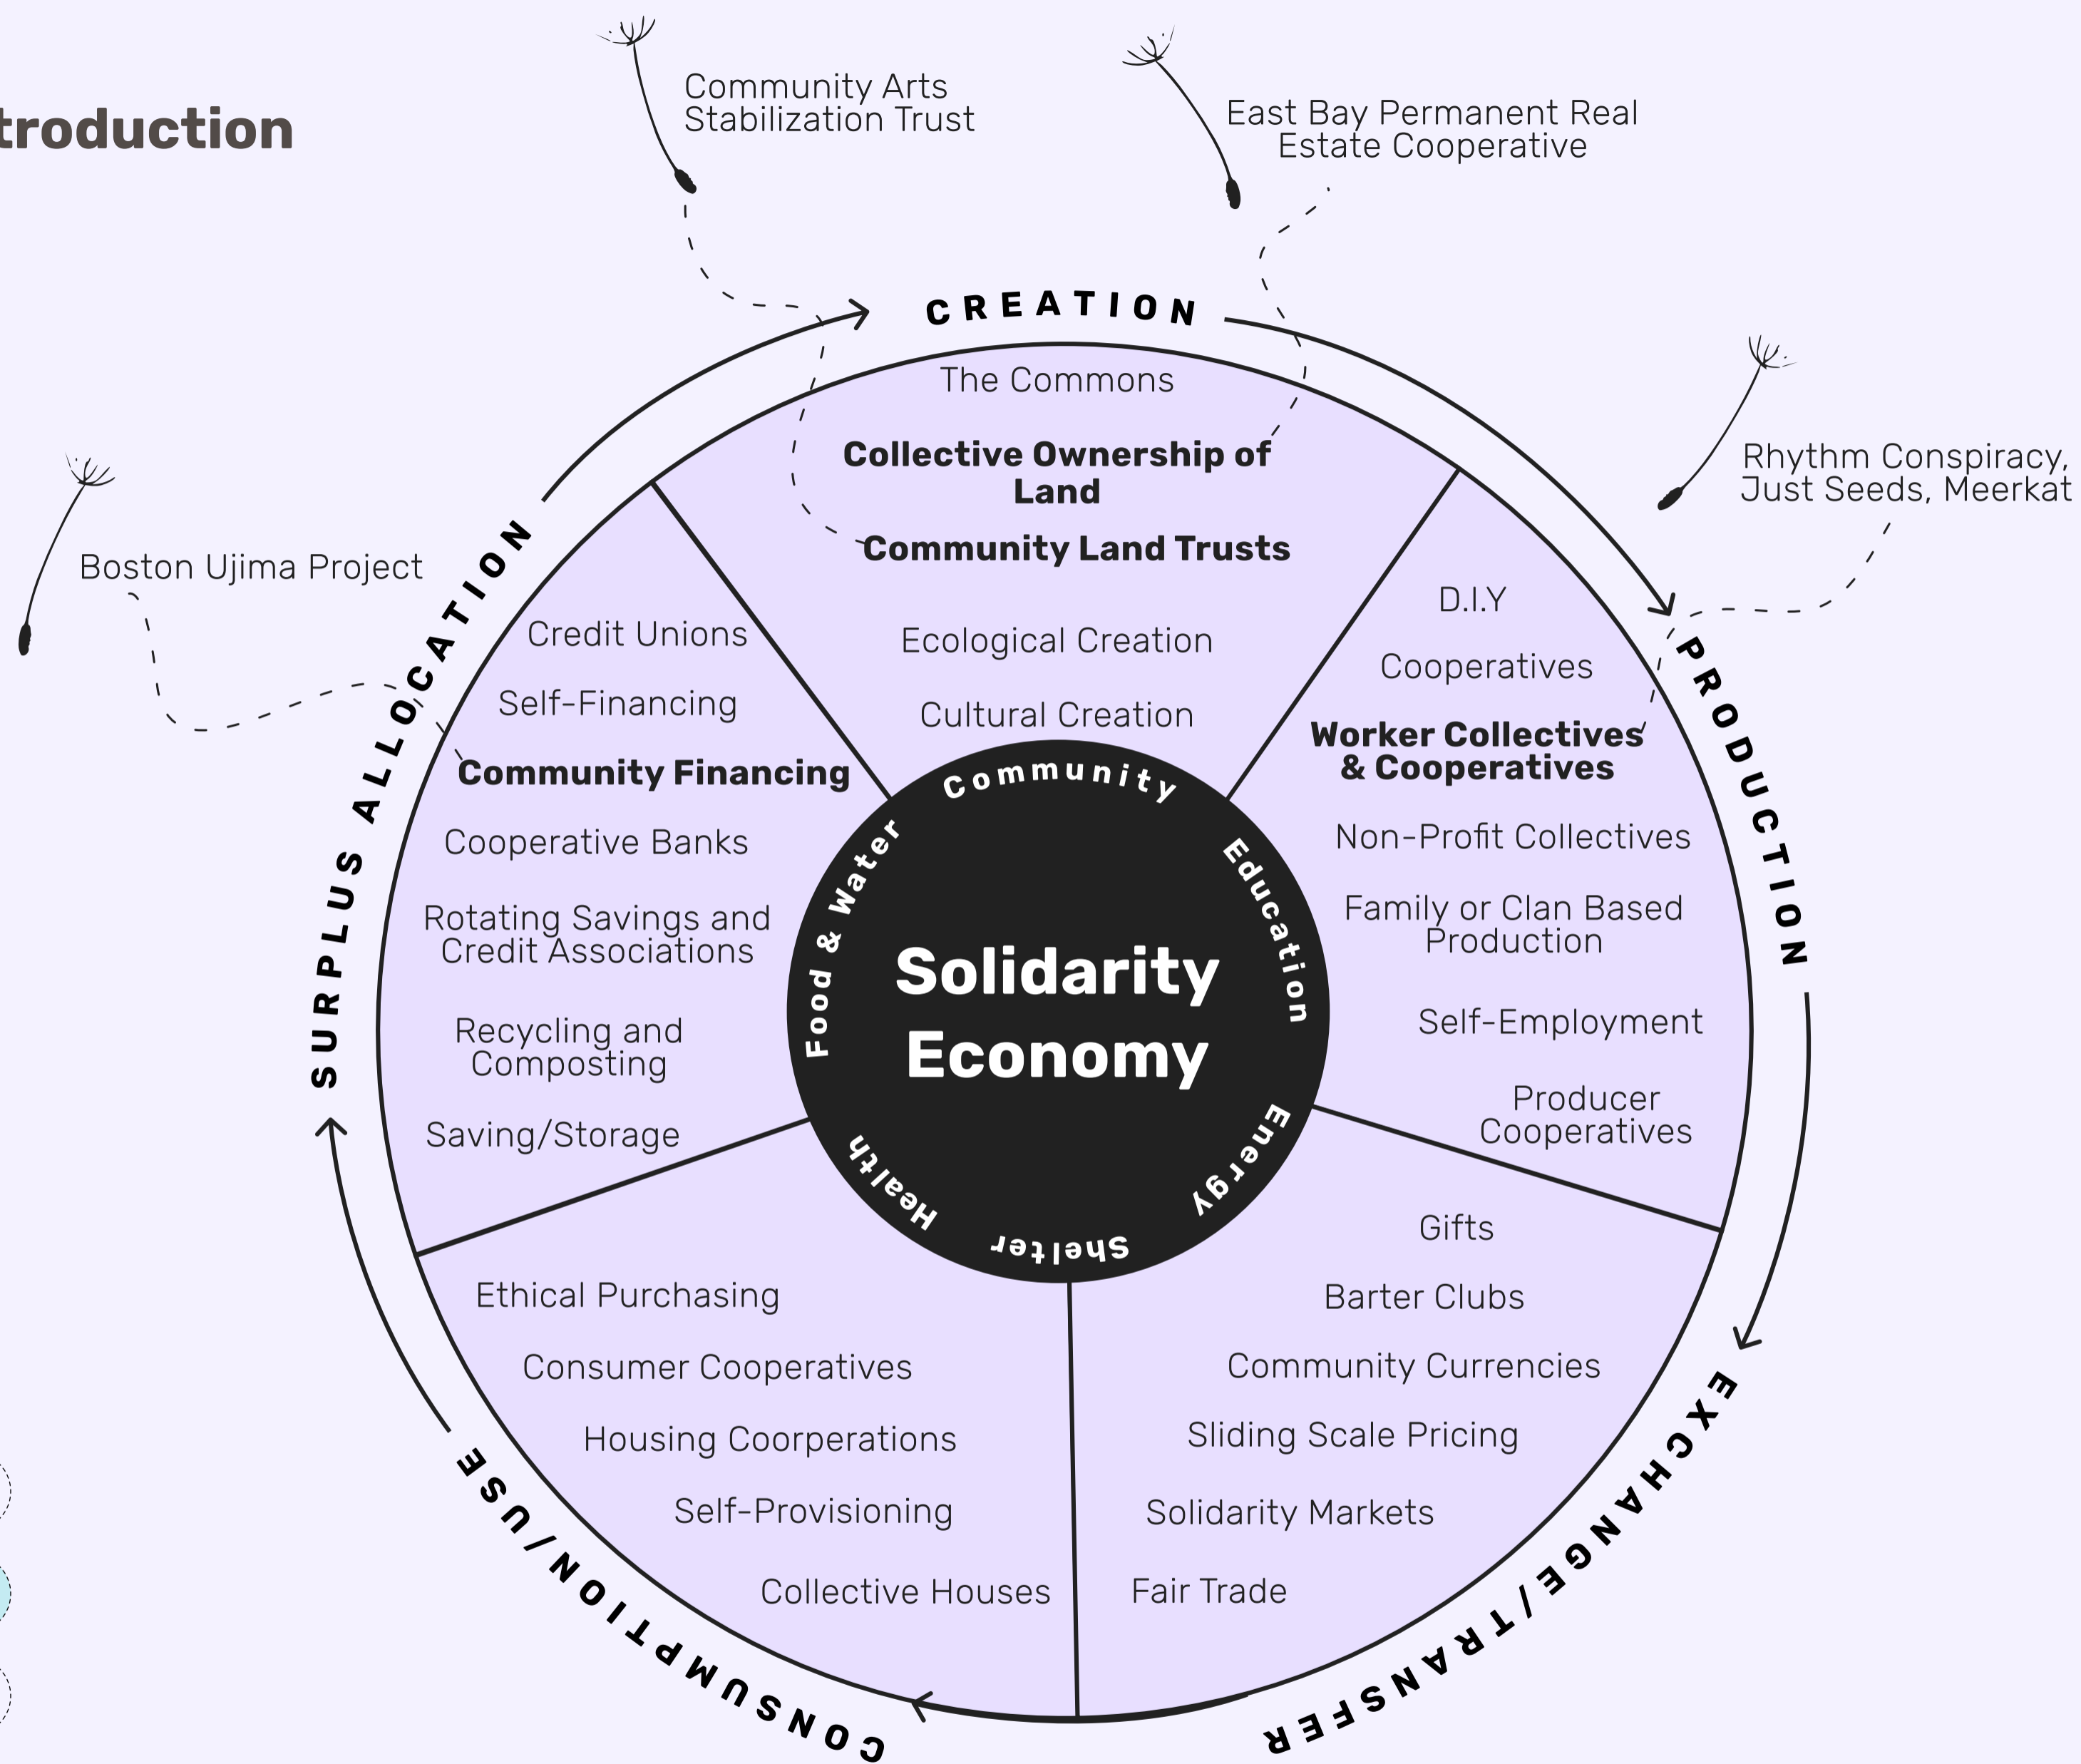 troduction
Community Arts
Stabilization Trust
East Bay Permanent Real
Estate Cooperative
Rhythm Conspiracy,
Just Seeds, Meerkat
Boston Ujima Project
CREATION
The Commons
Collective Ownership of
Land
Community Land Trusts
Ecological Creation
Cultural Creation
PRODUCTION
D.I.Y
Cooperatives
Worker Collectives
& Cooperatives
Non-Profit Collectives
Family or Clan Based
Production
Self-Employment
Producer
Cooperatives
EXCHANGE/TRANSFER
Gifts
Barter Clubs
Community Currencies
Sliding Scale Pricing
Solidarity Markets
Fair Trade
CONSUMPTION/USE
Ethical Purchasing
Consumer Cooperatives
Housing Coorperations
Self-Provisioning
Collective Houses
SURPLUS ALLOCATION
Credit Unions
Self-Financing
Community Financing
Cooperative Banks
Rotating Savings and
Credit Associations
Recycling and
Composting
Saving/Storage
Community
Education
Energy
Shelter
Health
Food & Water
Solidarity
Economy